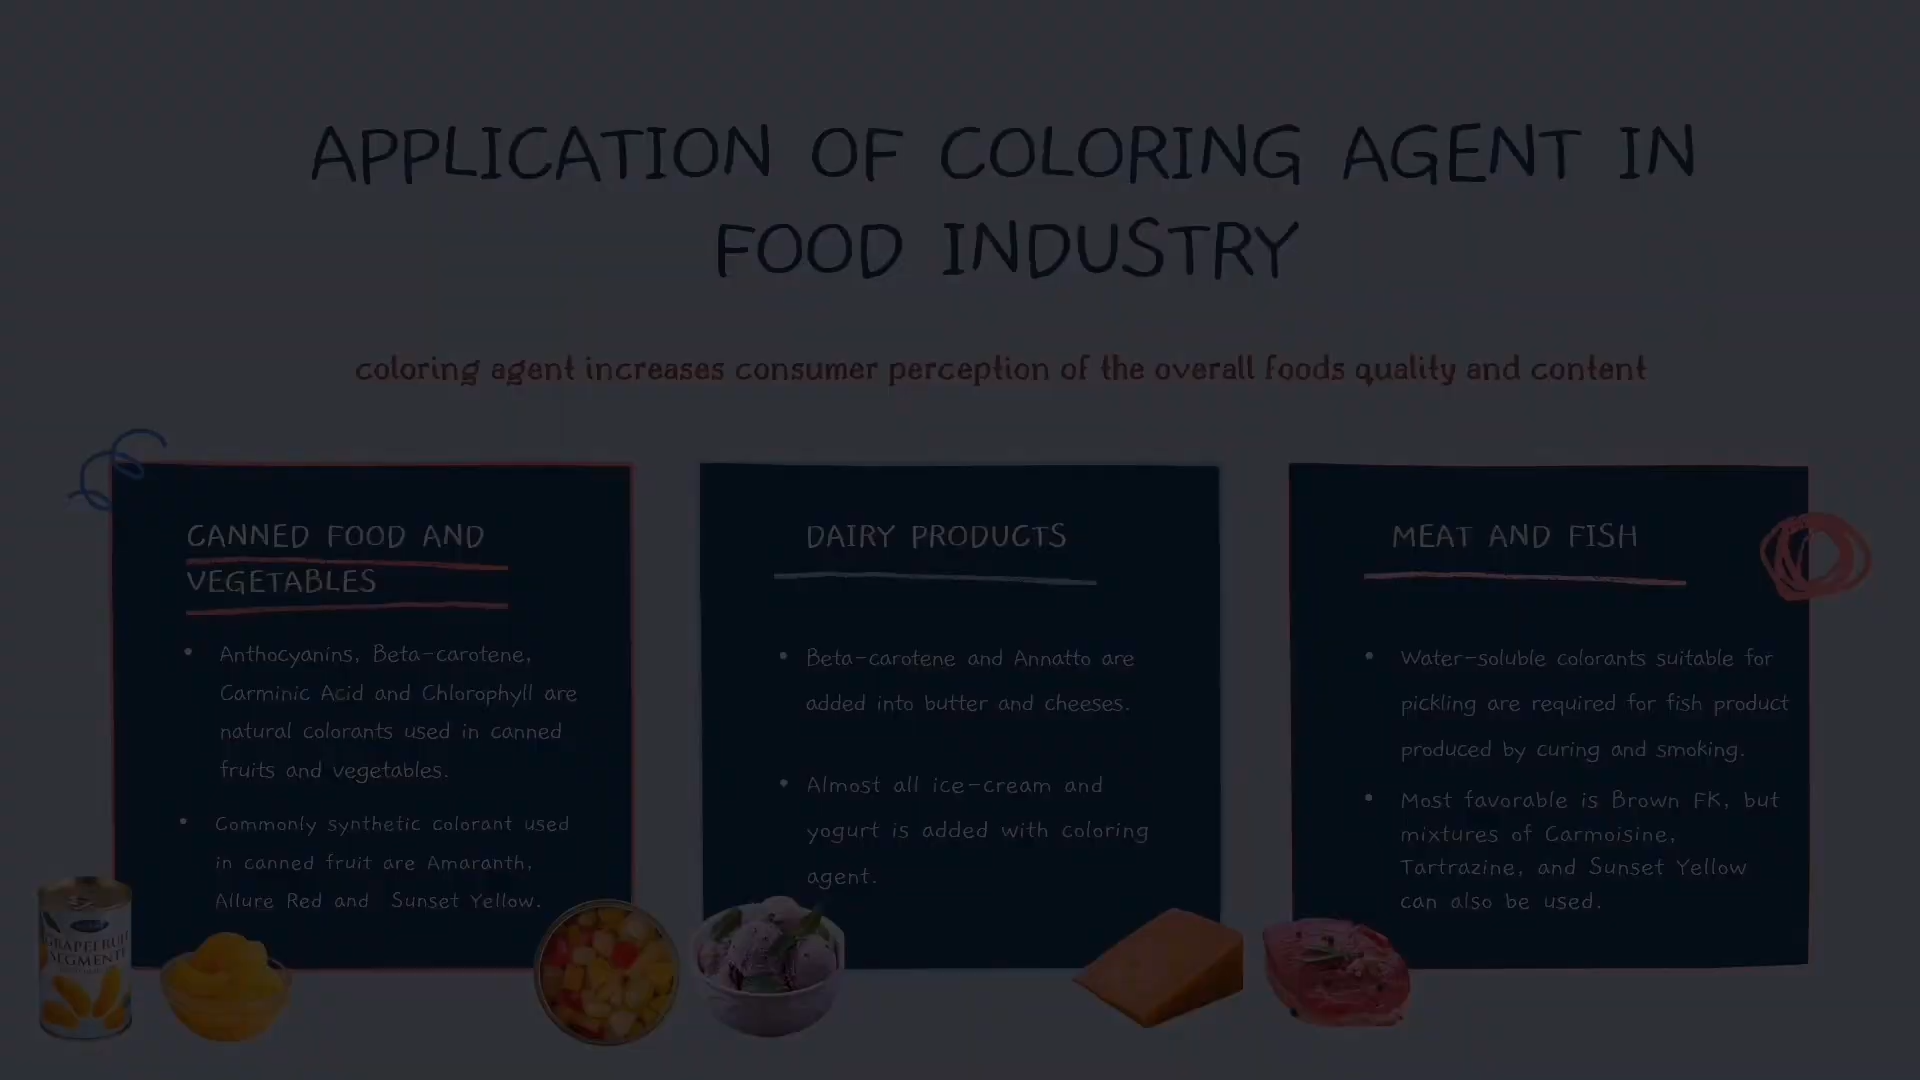 APPLICATION OF COLORING AGENT IN
FOOD INDUSTRY
coloring agent increases consumer perception of the overall foods quality and content
CANNED FOOD AND
VEGETABLES
Anthocyanins, Beta-carotene,
Carminic Acid and Chlorophyll are
natural colorants used in canned
fruits and vegetables.
Commonly synthetic colorant used
in canned fruit are Amaranth,
Allure Red and Sunset Yellow.
DAIRY PRODUCTS
Beta-carotene and Annatto are
added into butter and cheeses.
Almost all ice-cream and
yogurt is added with coloring
agent.
MEAT AND FISH
Water-soluble colorants suitable for
pickling are required for fish product
produced by curing and smoking.
Most favorable is Brown FK, but
mixtures of Carmoisine,
Tartrazine, and Sunset Yellow
can also be used.
GRAPEFRUIT
SEGMENTS